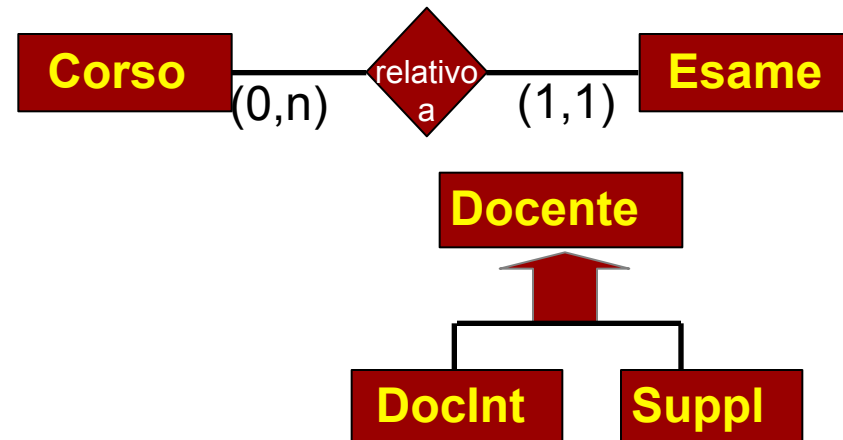 Corso
relativo
a
Esame
(0,n)
(1,1)
Docente
DocInt
Suppl